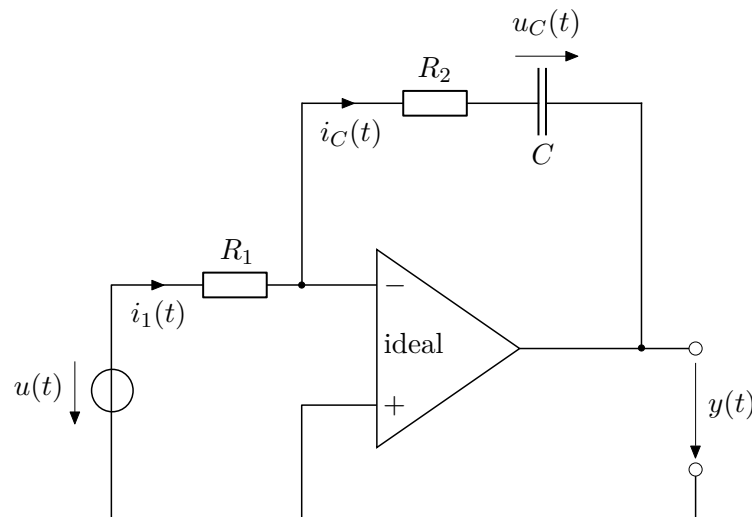 u_C(t)
R_2
i_C(t)
C
R_1
i_1(t)
−
ideal
u(t)
+
y(t)